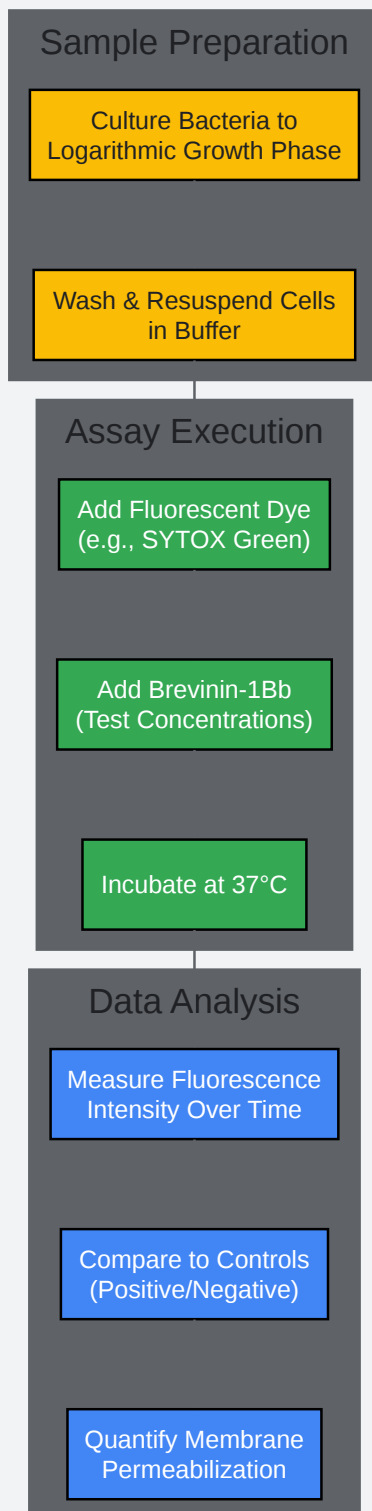 Sample Preparation
Culture Bacteria to
Logarithmic Growth Phase
Wash & Resuspend Cells
in Buffer
Assay Execution
Add Fluorescent Dye
(e.g., SYTOX Green)
Add Brevinin-1Bb
(Test Concentrations)
Incubate at 37°C
Data Analysis
Measure Fluorescence
Intensity Over Time
Compare to Controls
(Positive/Negative)
Quantify Membrane
Permeabilization